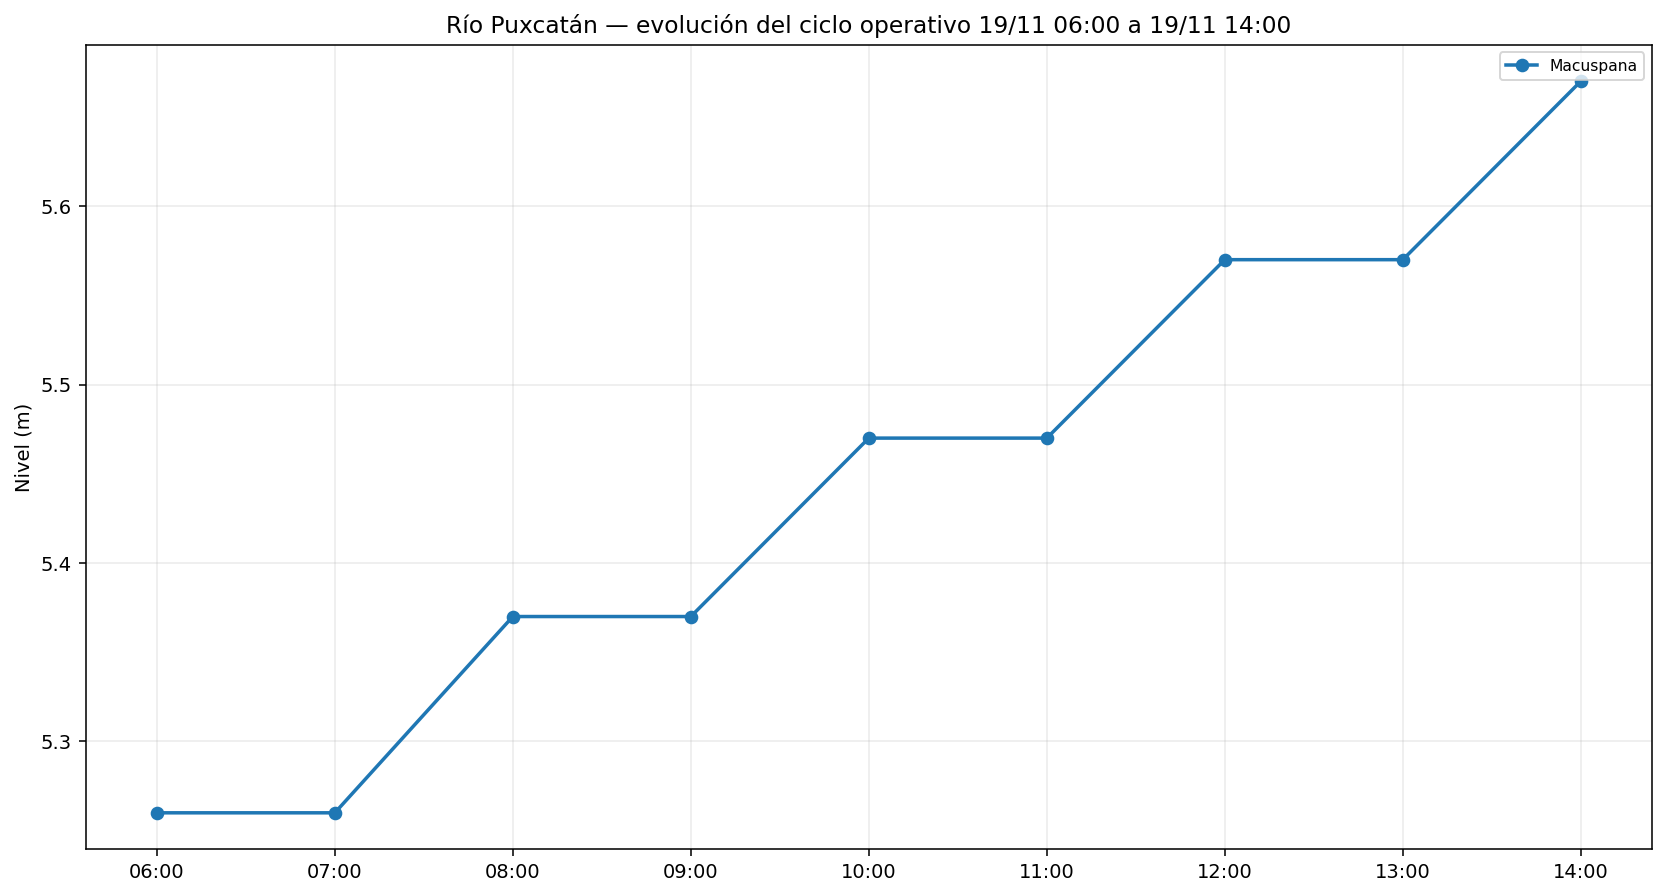 Río Puxcatán — evolución del ciclo operativo 19/11 06:00 a 19/11 14:00
Macuspana
Nivel (m)
5.6
5.5
5.4
5.3
06:00 07:00 08:00 09:00 10:00 11:00 12:00 13:00 14:00